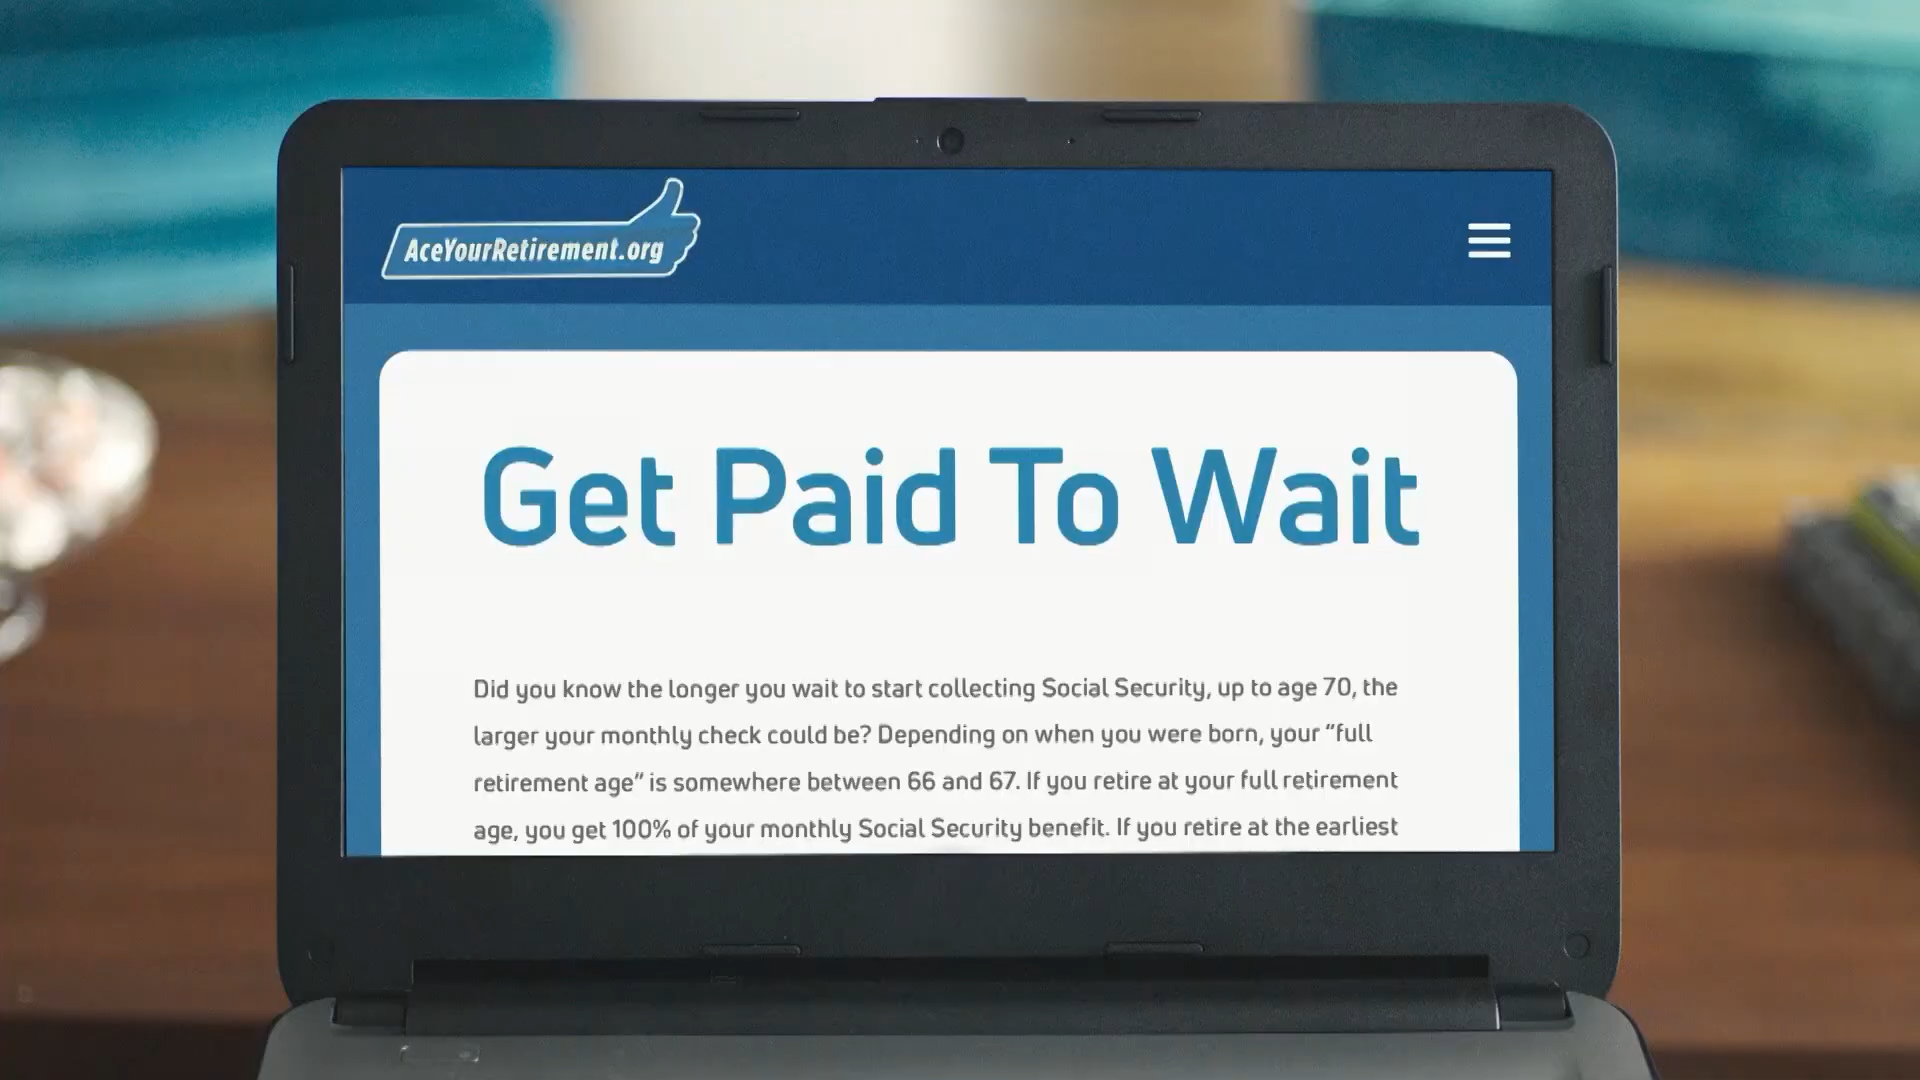 AceYourRetirement.org
Get Paid To Wait
Did you know the longer you wait to start collecting Social Security, up to age 70, the
larger your monthly check could be? Depending on when you were born, your “full
retirement age” is somewhere between 66 and 67. If you retire at your full retirement
age, you get 100% of your monthly Social Security benefit. If you retire at the earliest